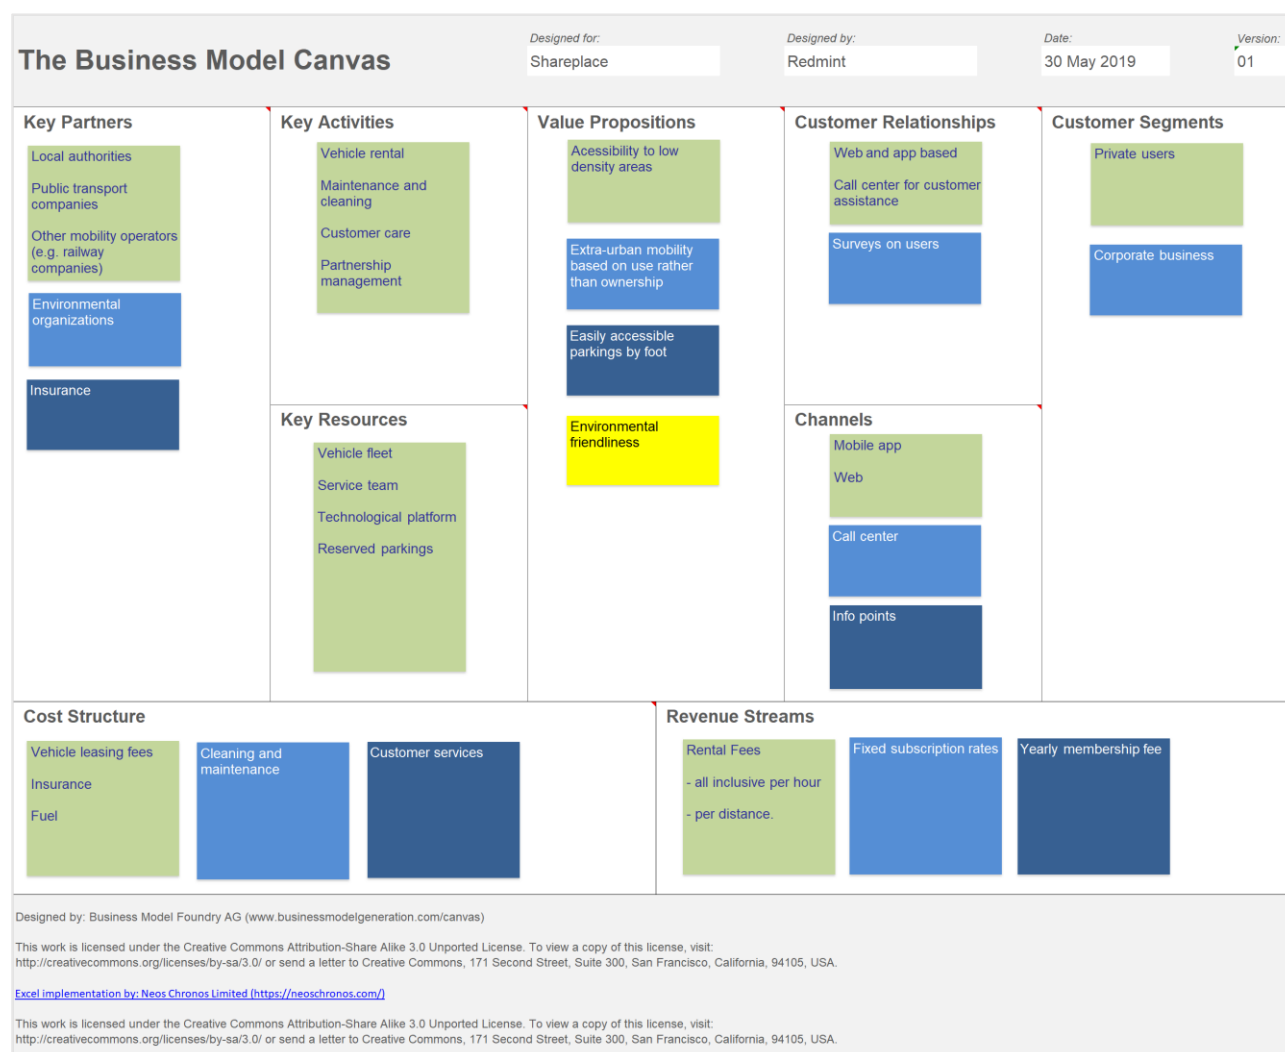 The Business Model Canvas
Designed for:
Shareplace
Designed by:
Redmint
Date:
30 May 2019
Version:
01
Key Partners
Local authorities
Public transport
companies
Other mobility operators
(e.g. railway
companies)
Environmental
organizations
Insurance
Key Activities
Vehicle rental
Maintenance and
cleaning
Customer care
Partnership
management
Key Resources
Vehicle fleet
Service team
Technological platform
Reserved parkings
Value Propositions
Acessibility to low
density areas
Extra-urban mobility
based on use rather
than ownership
Easily accessible
parkings by foot
Environmental
friendliness
Customer Relationships
Web and app based
Call center for customer
assistance
Surveys on users
Channels
Mobile app
Web
Call center
Info points
Customer Segments
Private users
Corporate business
Cost Structure
Vehicle leasing fees
Insurance
Fuel
Cleaning and
maintenance
Customer services
Revenue Streams
Rental Fees
- all inclusive per hour
- per distance.
Fixed subscription rates
Yearly membership fee
Designed by: Business Model Foundry AG (www.businessmodelgeneration.com/canvas)
This work is licensed under the Creative Commons Attribution-Share Alike 3.0 Unported License. To view a copy of this license, visit:
http://creativecommons.org/licenses/by-sa/3.0/ or send a letter to Creative Commons, 171 Second Street, Suite 300, San Francisco, California, 94105, USA.
Excel implementation by: Neos Chronos Limited (https://neoschronos.com/)
This work is licensed under the Creative Commons Attribution-Share Alike 3.0 Unported License. To view a copy of this license, visit:
http://creativecommons.org/licenses/by-sa/3.0/ or send a letter to Creative Commons, 171 Second Street, Suite 300, San Francisco, California, 94105, USA.